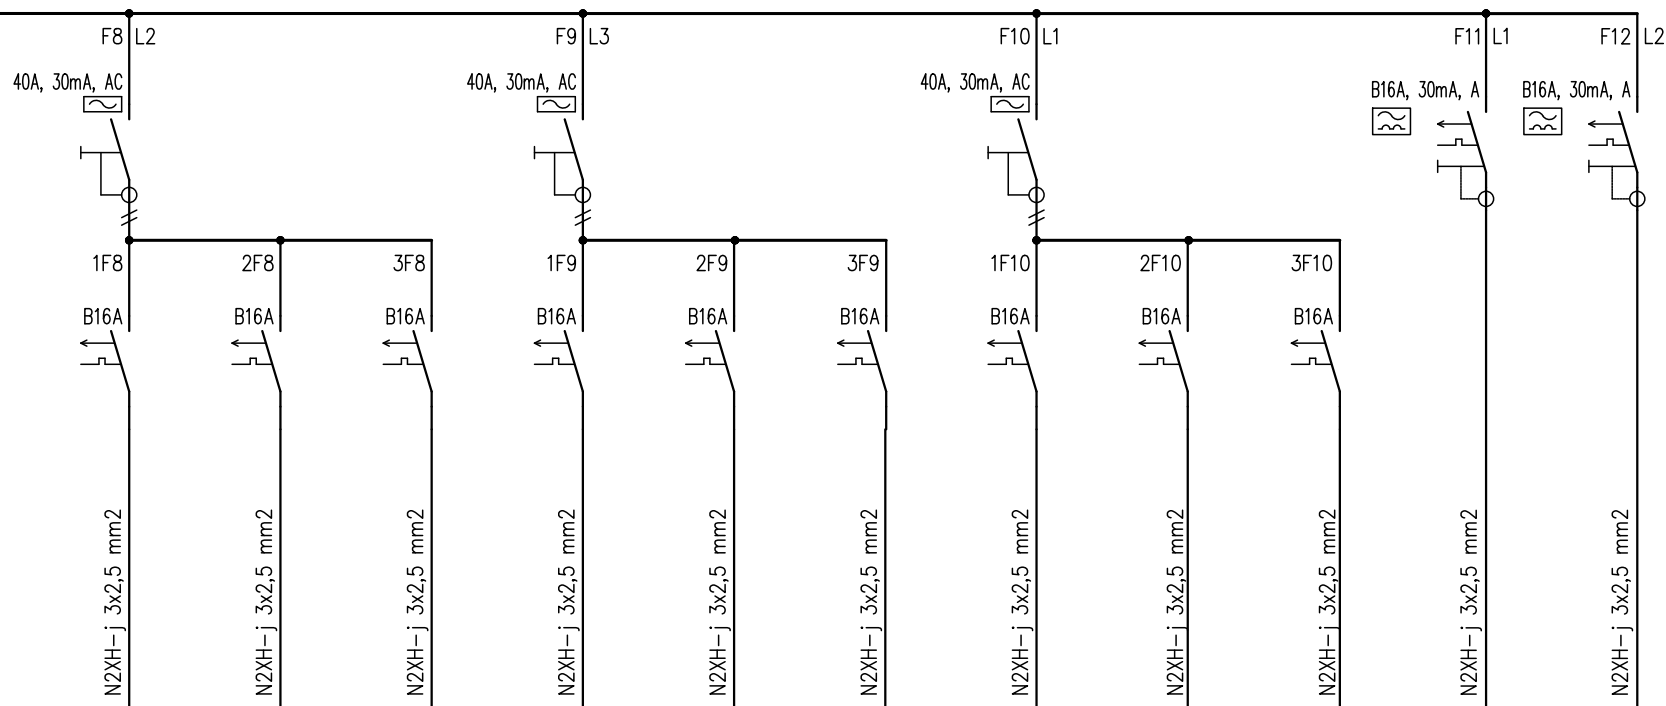 F8 L2 F9 L3 F10 L1 F11 L1 F12 L2
40A, 30mA, AC 40A, 30mA, AC 40A, 30mA, AC B16A, 30mA, A B16A, 30mA, A
1F8 2F8 3F8 1F9 2F9 3F9 1F10 2F10 3F10
B16A B16A B16A B16A B16A B16A B16A B16A B16A
N2XH-j 3x2,5 mm2
N2XH-j 3x2,5 mm2
N2XH-j 3x2,5 mm2
N2XH-j 3x2,5 mm2
N2XH-j 3x2,5 mm2
N2XH-j 3x2,5 mm2
N2XH-j 3x2,5 mm2
N2XH-j 3x2,5 mm2
N2XH-j 3x2,5 mm2
N2XH-j 3x2,5 mm2
N2XH-j 3x2,5 mm2